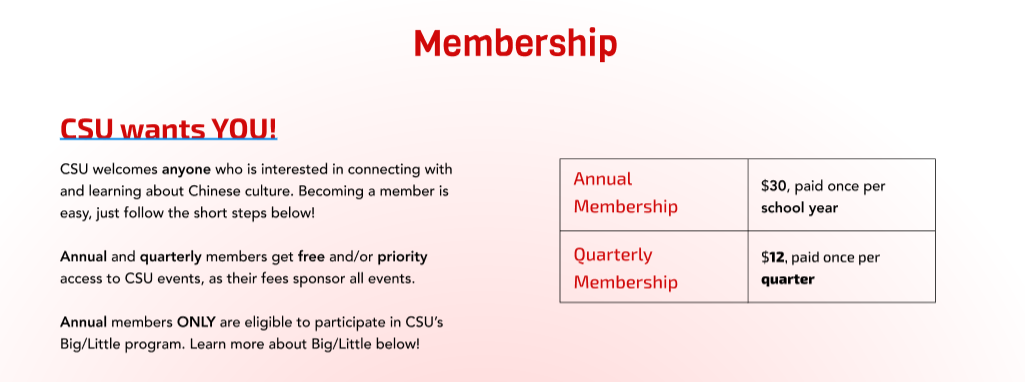 Membership
CSU wants YOU!
CSU welcomes anyone who is interested in connecting with
and learning about Chinese culture. Becoming a member is
easy, just follow the short steps below!
Annual and quarterly members get free and/or priority
access to CSU events, as their fees sponsor all events.
Annual members ONLY are eligible to participate in CSU’s
Big/Little program. Learn more about Big/Little below!
Annual
Membership
$30, paid once per
school year
Quarterly
Membership
$12, paid once per
quarter